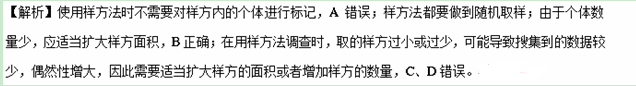 【解析】使用样方法时不需要对样方内的个体进行标记，A 错误；样方法都要做到随机取样；由于个体数
量少，应适当扩大样方面积，B 正确；在用样方法调查时，取的样方过小或过少，可能导致搜集到的数据较
少，偶然性增大，因此需要适当扩大样方的面积或者增加样方的数量，C、D 错误。